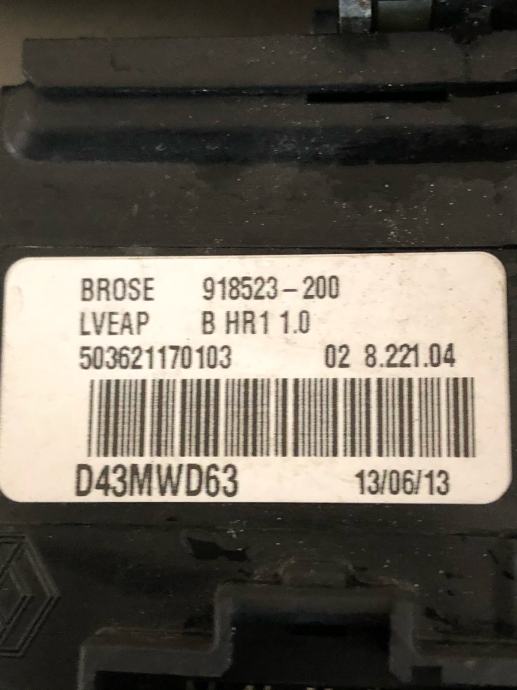 BROSE 918523-200
LVEAP B HR1 1.0
503621170103 02 8.221.04
D43MWD63 13/06/13